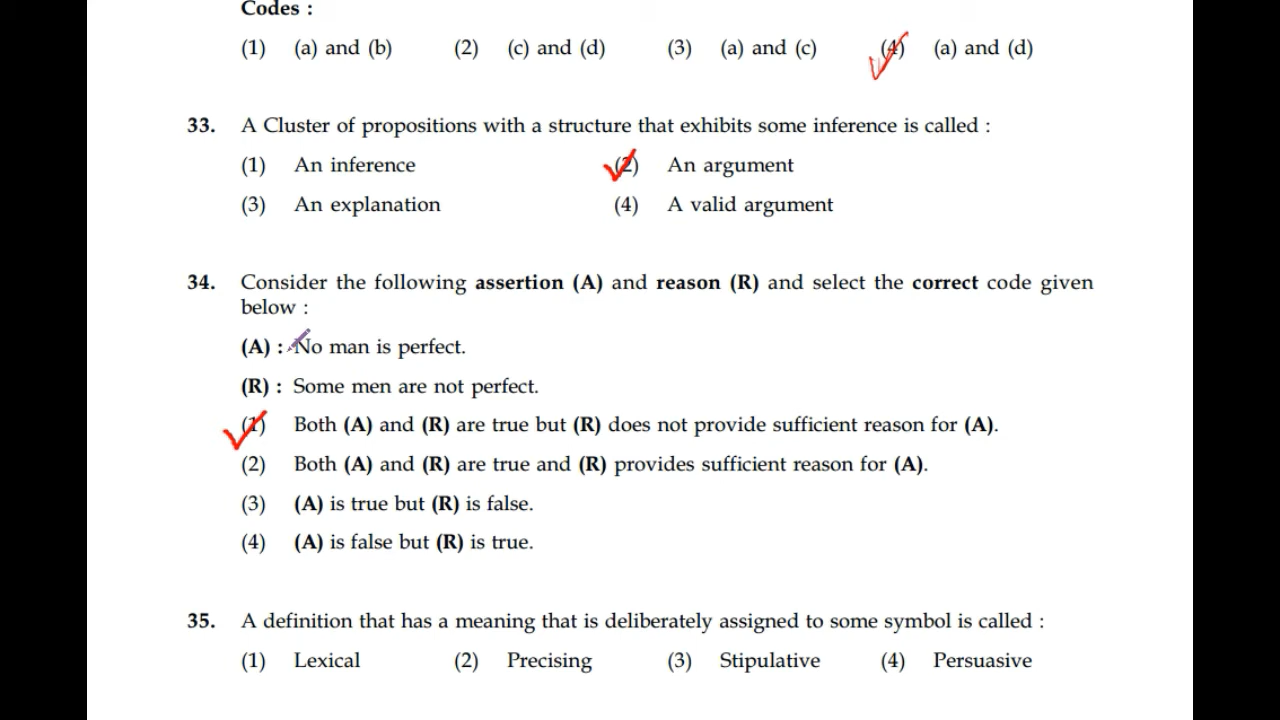 Codes :
(1) (a) and (b) (2) (c) and (d) (3) (a) and (c) (4) (a) and (d)
33. A Cluster of propositions with a structure that exhibits some inference is called :
(1) An inference (2) An argument
(3) An explanation (4) A valid argument
34. Consider the following assertion (A) and reason (R) and select the correct code given
below :
(A) : No man is perfect.
(R) : Some men are not perfect.
(1) Both (A) and (R) are true but (R) does not provide sufficient reason for (A).
(2) Both (A) and (R) are true and (R) provides sufficient reason for (A).
(3) (A) is true but (R) is false.
(4) (A) is false but (R) is true.
35. A definition that has a meaning that is deliberately assigned to some symbol is called :
(1) Lexical (2) Precising (3) Stipulative (4) Persuasive